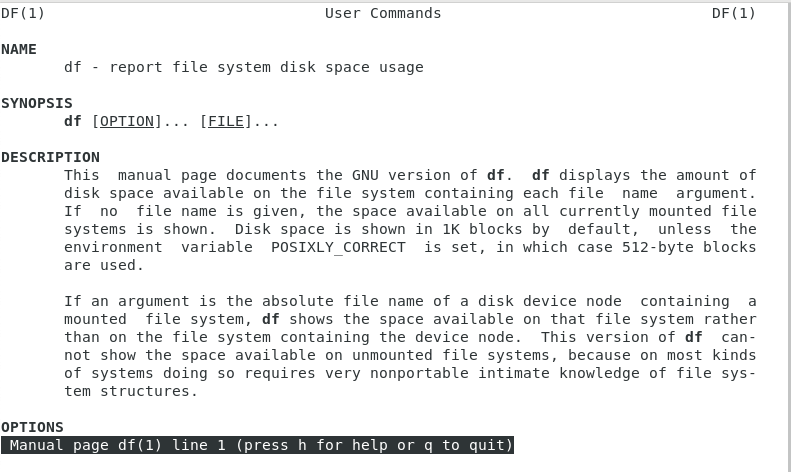 DF(1) User Commands DF(1)
NAME
df - report file system disk space usage
SYNOPSIS
df [OPTION]... [FILE]...
DESCRIPTION
This manual page documents the GNU version of df. df displays the amount of
disk space available on the file system containing each file name argument.
If no file name is given, the space available on all currently mounted file
systems is shown. Disk space is shown in 1K blocks by default, unless the
environment variable POSIXLY_CORRECT is set, in which case 512-byte blocks
are used.
If an argument is the absolute file name of a disk device node containing a
mounted file system, df shows the space available on that file system rather
than on the file system containing the device node. This version of df can-
not show the space available on unmounted file systems, because on most kinds
of systems doing so requires very nonportable intimate knowledge of file sys-
tem structures.
OPTIONS
Manual page df(1) line 1 (press h for help or q to quit)